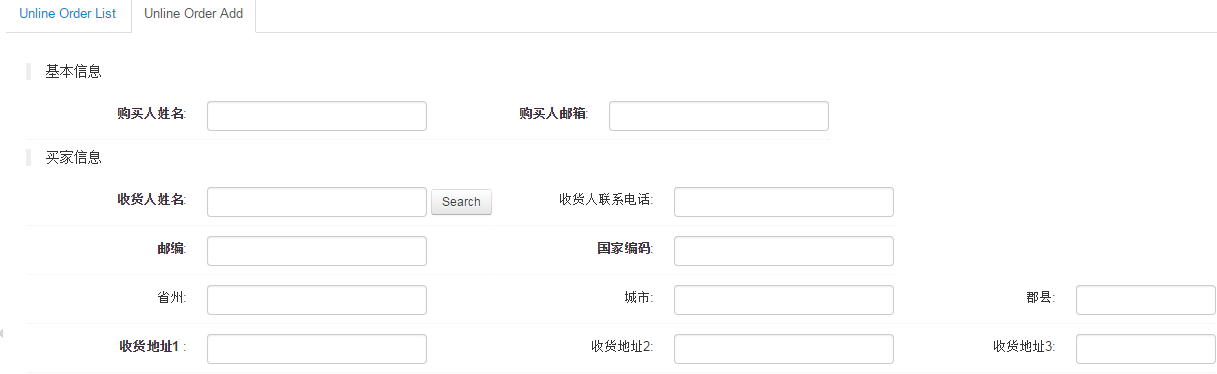 Unline Order List Unline Order Add
基本信息
购买人姓名: 购买人邮箱:
买家信息
收货人姓名: Search 收货人联系电话:
邮编: 国家编码:
省州: 城市: 郡县:
收货地址1 : 收货地址2: 收货地址3: